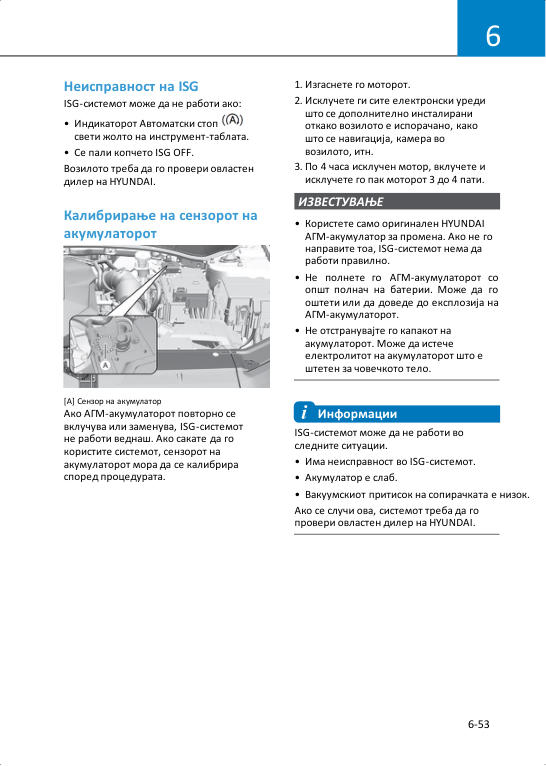 6
Неисправност на ISG
ISG-системот може да не работи ако:
• Индикаторот Автоматски стоп (A)
свети жолто на инструмент-таблата.
• Се пали копчето ISG OFF.
Возилото треба да го провери овластен
дилер на HYUNDAI.
Калибрирање на сензорот на
акумулаторот
A
[A] Сензор на акумулатор
Ако АГМ-акумулаторот повторно се
вклучува или заменува, ISG-системот
не работи веднаш. Ако сакате да го
користите системот, сензорот на
акумулаторот мора да се калибрира
според процедурата.
1. Изгаснете го моторот.
2. Исклучете ги сите електронски уреди
што се дополнително инсталирани
откако возилото е испорачано, како
што се навигација, камера во
возилото, итн.
3. По 4 часа исклучен мотор, вклучете и
исклучете го пак моторот 3 до 4 пати.
ИЗВЕСТУВАЊЕ
• Користете само оригинален HYUNDAI
АГМ-акумулатор за промена. Ако не го
направите тоа, ISG-системот нема да
работи правилно.
• Не полнете го АГМ-акумулаторот со
општ полнач на батерии. Може да го
оштети или да доведе до експлозија на
АГМ-акумулаторот.
• Не отстранувајте го капакот на
акумулаторот. Може да истече
електролитот на акумулаторот што е
штетен за човечкото тело.
i Информации
ISG-системот може да не работи во
следните ситуации.
• Има неисправност во ISG-системот.
• Акумулатор е слаб.
• Вакуумскиот притисок на сопирачката е низок.
Ако се случи ова, системот треба да го
провери овластен дилер на HYUNDAI.
6-53